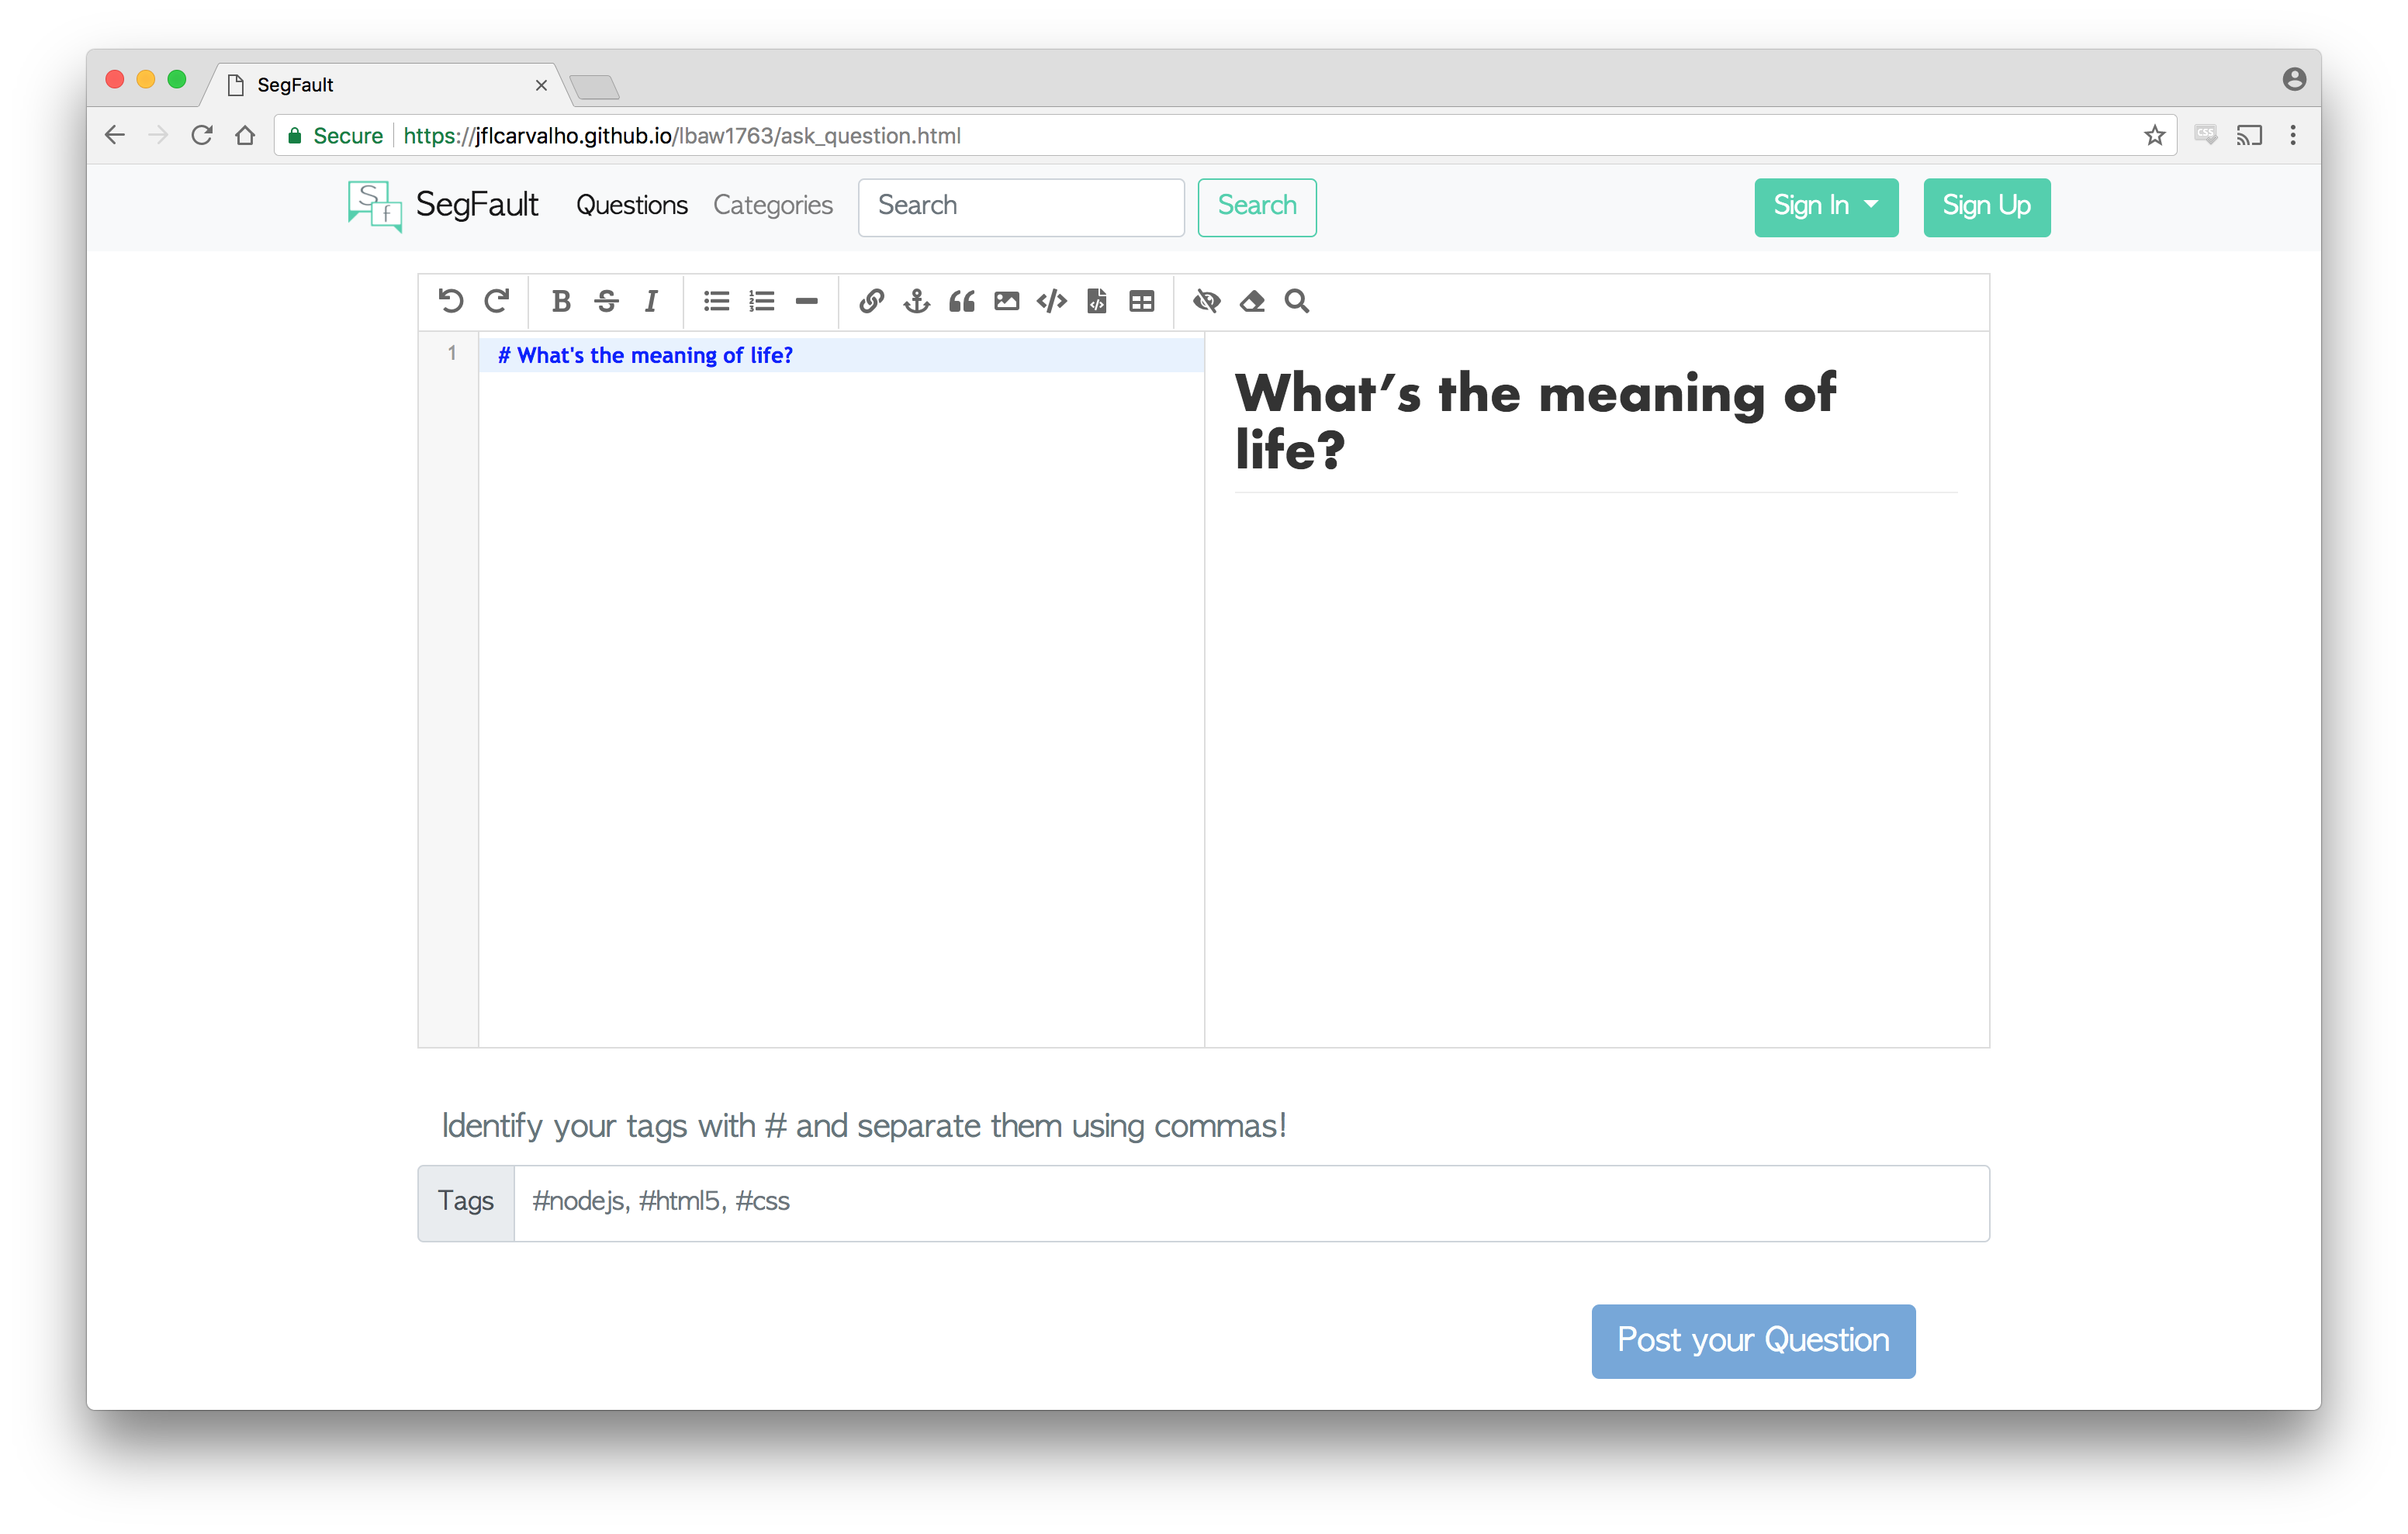 SegFault
Secure https://jflcarvalho.github.io/lbaw1763/ask_question.html
S f SegFault Questions Categories Search Search Sign In Sign Up
1 # What's the meaning of life?
What's the meaning of
life?
Identify your tags with # and separate them using commas!
Tags #nodejs, #html5, #css
Post your Question